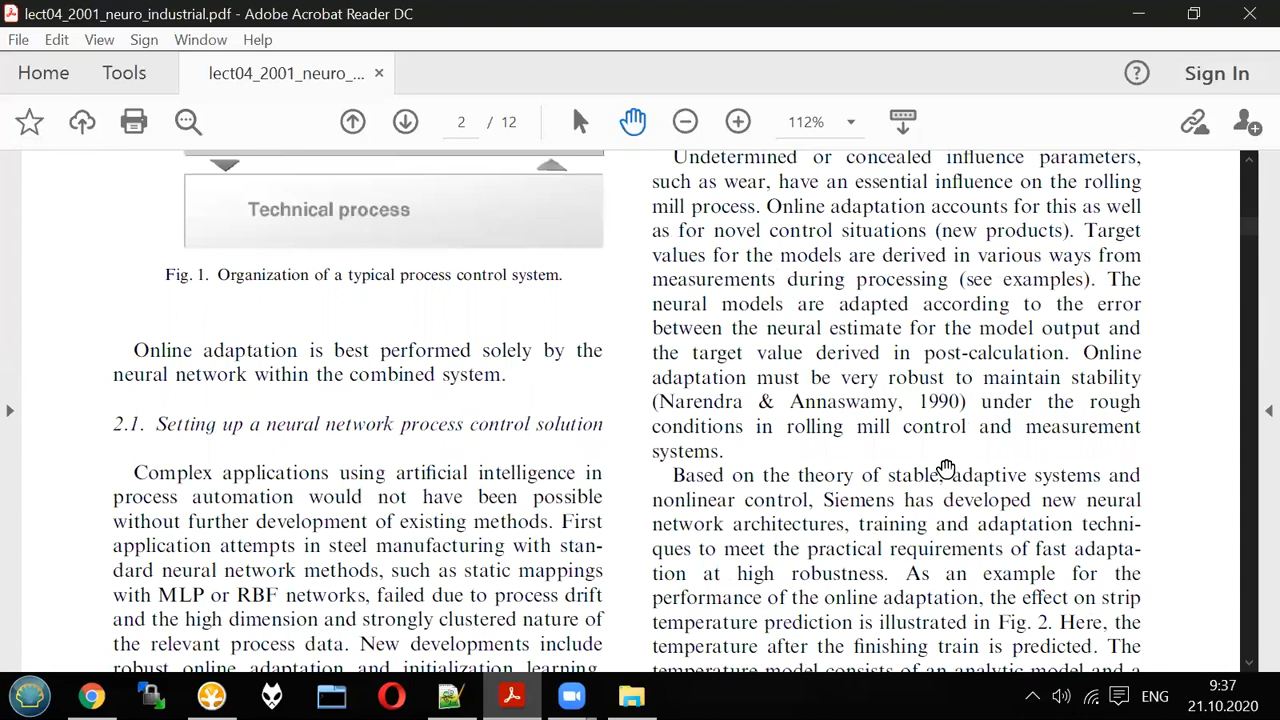 lect04_2001_neuro_industrial.pdf - Adobe Acrobat Reader DC
File Edit View Sign Window Help
Home Tools lect04_2001_neuro_... × Sign In
2 / 12 112%
Technical process
Fig. 1. Organization of a typical process control system.
Online adaptation is best performed solely by the
neural network within the combined system.
2.1. Setting up a neural network process control solution
Complex applications using artificial intelligence in
process automation would not have been possible
without further development of existing methods. First
application attempts in steel manufacturing with stan-
dard neural network methods, such as static mappings
with MLP or RBF networks, failed due to process drift
and the high dimension and strongly clustered nature of
the relevant process data. New developments include
robust online adaptation and initialization learning,
Undetermined or concealed influence parameters,
such as wear, have an essential influence on the rolling
mill process. Online adaptation accounts for this as well
as for novel control situations (new products). Target
values for the models are derived in various ways from
measurements during processing (see examples). The
neural models are adapted according to the error
between the neural estimate for the model output and
the target value derived in post-calculation. Online
adaptation must be very robust to maintain stability
(Narendra & Annaswamy, 1990) under the rough
conditions in rolling mill control and measurement
systems.
Based on the theory of stable, adaptive systems and
nonlinear control, Siemens has developed new neural
network architectures, training and adaptation techni-
ques to meet the practical requirements of fast adapta-
tion at high robustness. As an example for the
performance of the online adaptation, the effect on strip
temperature prediction is illustrated in Fig. 2. Here, the
temperature after the finishing train is predicted. The
temperature model consists of an analytic model and a
ENG
9:37
21.10.2020